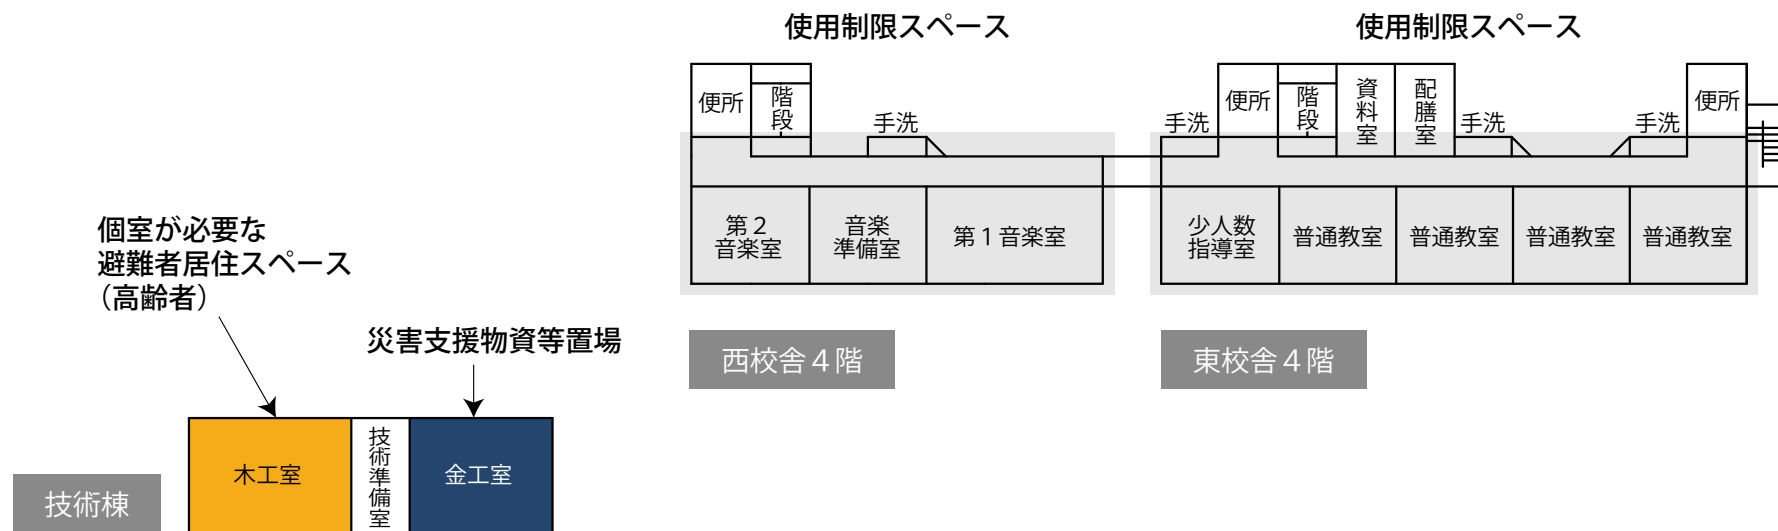 使用制限スペース
使用制限スペース
便所
階段
手洗
手洗
便所
階段
資料室
配膳室
手洗
手洗
便所
第２
音楽室
音楽
準備室
第１音楽室
少人数
指導室
普通教室
普通教室
普通教室
普通教室
西校舎４階
東校舎４階
個室が必要な
避難者居住スペース
（高齢者）
災害支援物資等置場
木工室
技術準備室
金工室
技術棟